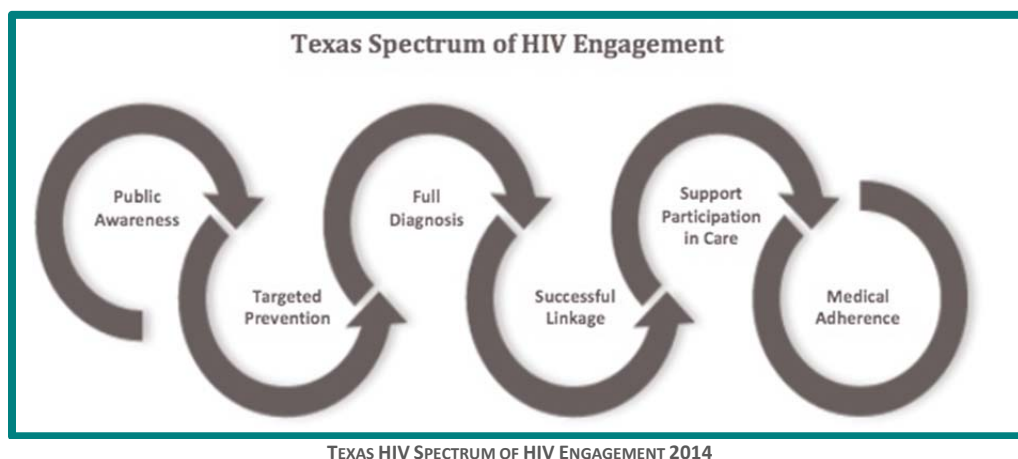 Texas Spectrum of HIV Engagement
Public
Awareness
Targeted
Prevention
Full
Diagnosis
Successful
Linkage
Support
Participation
in Care
Medical
Adherence
TEXAS HIV SPECTRUM OF HIV ENGAGEMENT 2014